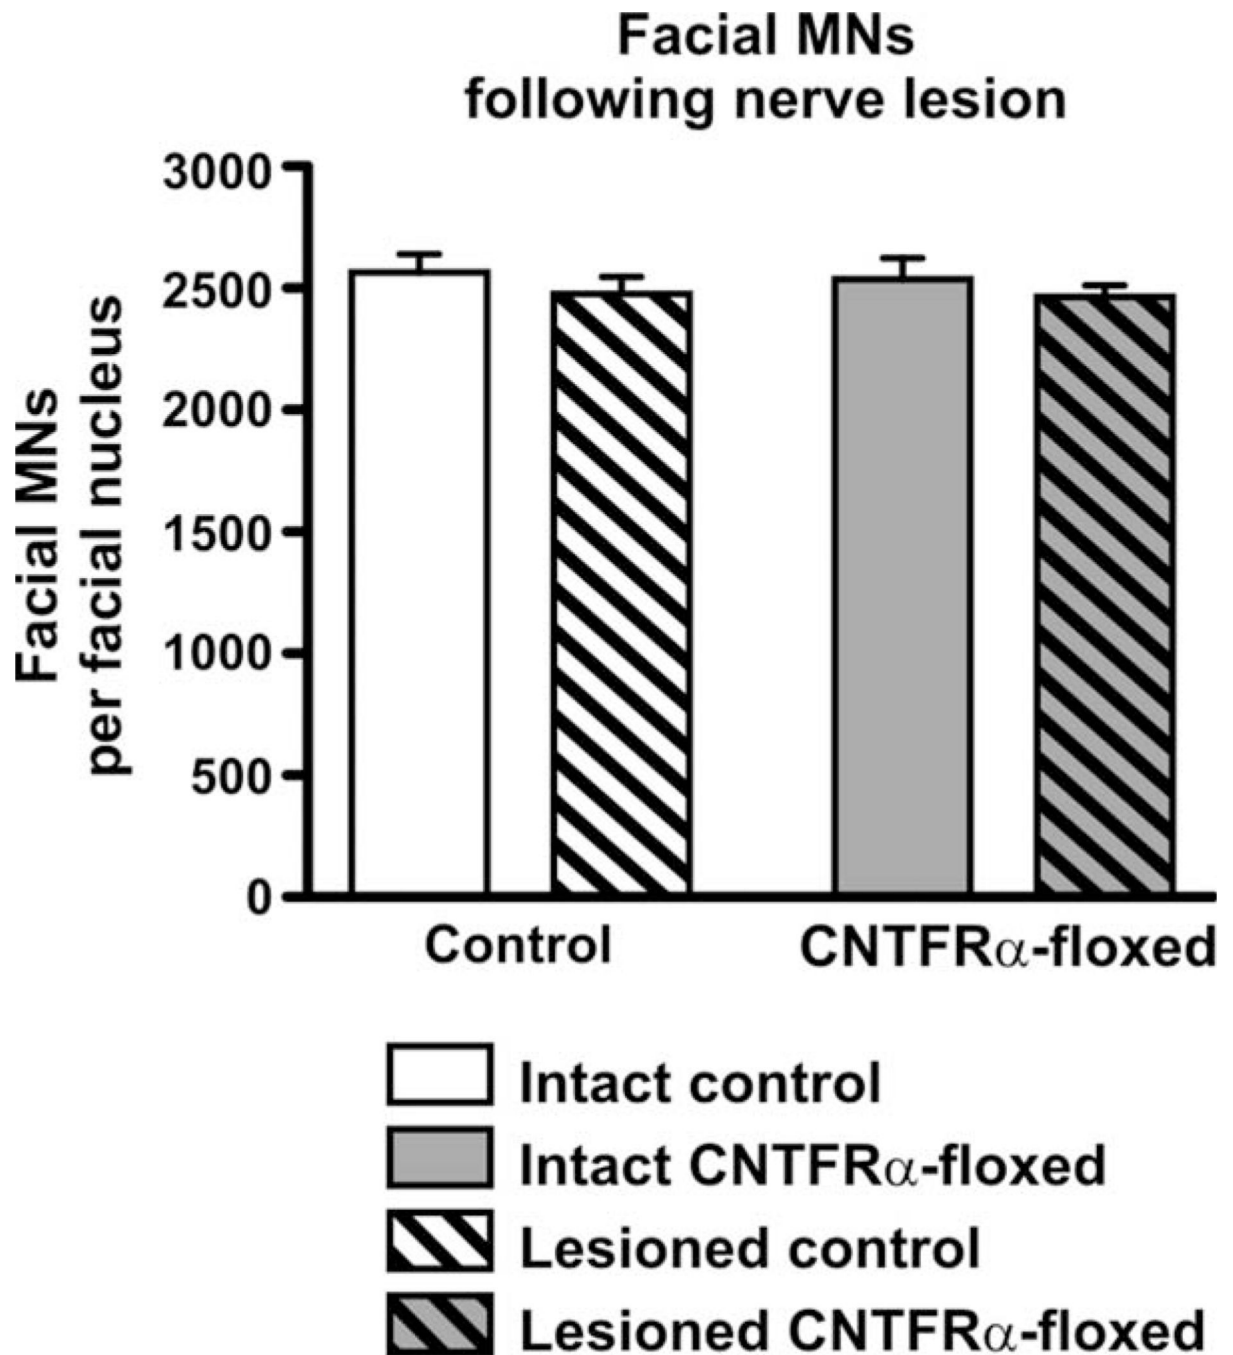 Facial MNs
following nerve lesion
Facial MNs
per facial nucleus
3000
2500
2000
1500
1000
500
0
Control
CNTFRα-floxed
Intact control
Intact CNTFRα-floxed
Lesioned control
Lesioned CNTFRα-floxed